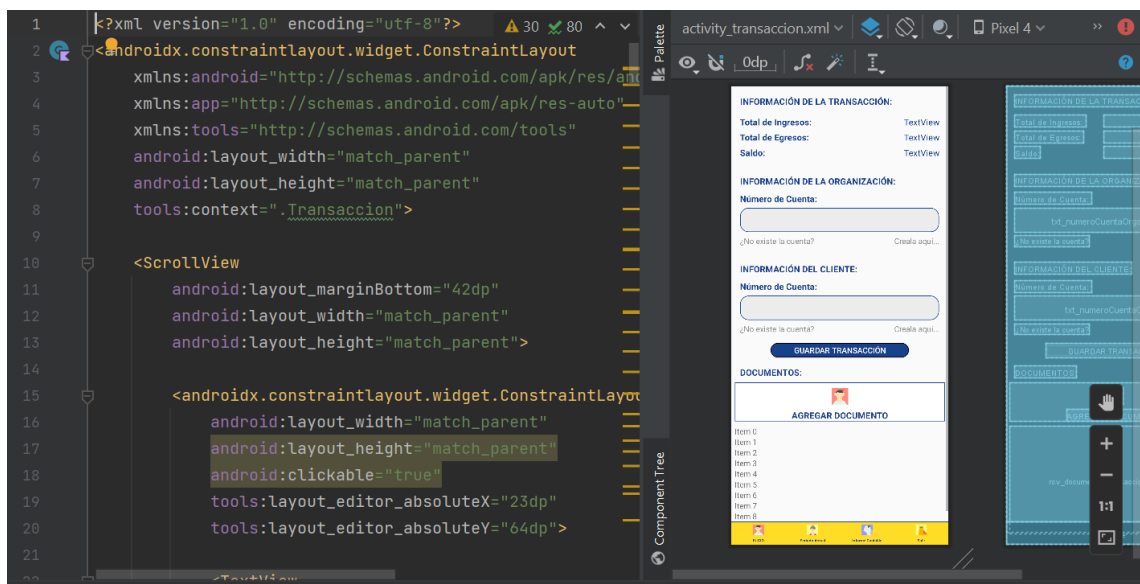 1 <?xml version="1.0" encoding="utf-8"?> 30 80
2 <androidx.constraintlayout.widget.ConstraintLayout
3 xmlns:android="http://schemas.android.com/apk/res/and
4 xmlns:app="http://schemas.android.com/apk/res-auto"
5 xmlns:tools="http://schemas.android.com/tools"
6 android:layout_width="match_parent"
7 android:layout_height="match_parent"
8 tools:context=".Transaccion">
9
10 <ScrollView
11 android:layout_marginBottom="42dp"
12 android:layout_width="match_parent"
13 android:layout_height="match_parent">
14
15 <androidx.constraintlayout.widget.ConstraintLayou
16 android:layout_width="match_parent"
17 android:layout_height="match_parent"
18 android:clickable="true"
19 tools:layout_editor_absoluteX="23dp"
20 tools:layout_editor_absoluteY="64dp">
21
22 <TextView
Palette
Component Tree
activity_transaccion.xml Pixel 4 »
0dp
INFORMACIÓN DE LA TRANSACCIÓN:
Total de Ingresos: TextView
Total de Egresos: TextView
Saldo: TextView
INFORMACIÓN DE LA ORGANIZACIÓN:
Número de Cuenta:
¿No existe la cuenta? Creala aquí...
INFORMACIÓN DEL CLIENTE:
Número de Cuenta:
¿No existe la cuenta? Creala aquí...
GUARDAR TRANSACCIÓN
DOCUMENTOS:
AGREGAR DOCUMENTO
Item 0
Item 1
Item 2
Item 3
Item 4
Item 5
Item 6
Item 7
Item 8
INFORMACIÓN DE LA TRANSAC
Total de Ingresos:
Total de Egresos:
Saldo:
INFORMACIÓN DE LA ORGANIZ
Número de Cuenta:
txt_numeroCuentaOrg
¿No existe la cuenta?
INFORMACIÓN DEL CLIENTE:
Número de Cuenta:
txt_numeroCuenta
¿No existe la cuenta?
GUARDAR TRANSA
DOCUMENTOS:
1:1